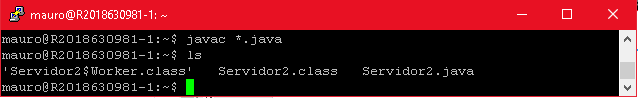 mauro@R2018630981-1: ~
mauro@R2018630981-1:~$ javac *.java
mauro@R2018630981-1:~$ ls
'Servidor2$Worker.class'   Servidor2.class   Servidor2.java
mauro@R2018630981-1:~$